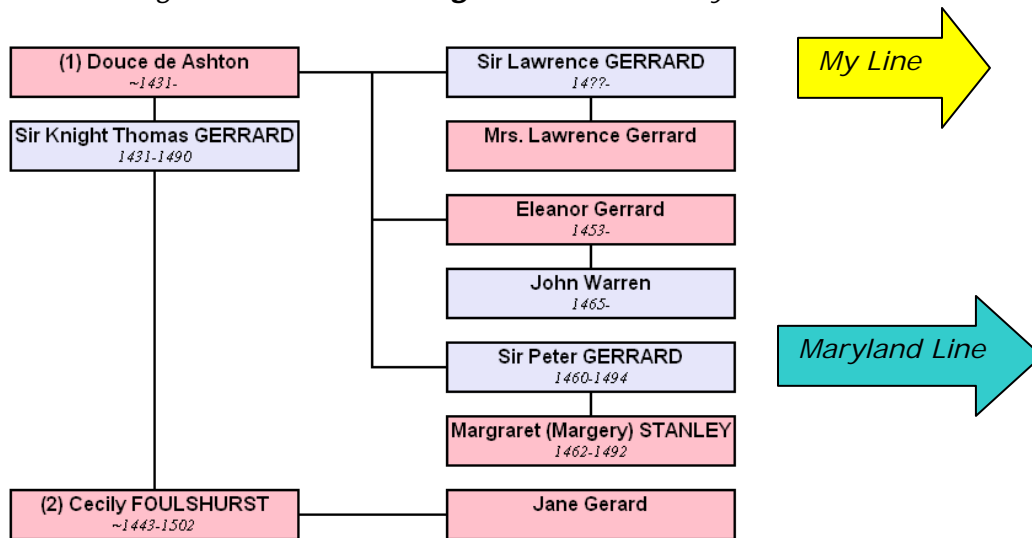 (1) Douce de Ashton
~1431-
Sir Knight Thomas GERRARD
1431-1490
(2) Cecily FOULSHURST
~1443-1502
Sir Lawrence GERRARD
14??-
Mrs. Lawrence Gerrard
Eleanor Gerrard
1453-
John Warren
1465-
Sir Peter GERRARD
1460-1494
Margraret (Margery) STANLEY
1462-1492
Jane Gerard
My Line
Maryland Line